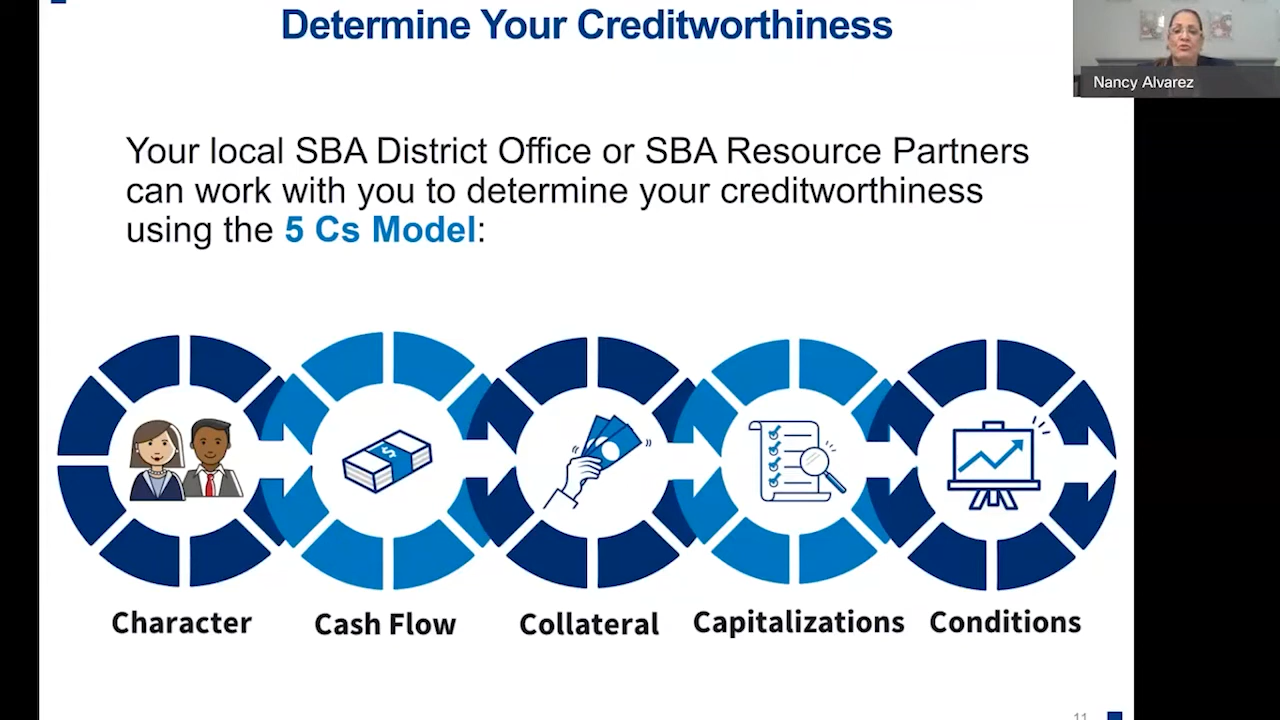 Determine Your Creditworthiness
Nancy Alvarez
Your local SBA District Office or SBA Resource Partners
can work with you to determine your creditworthiness
using the 5 Cs Model:
$
Character
Cash Flow
Collateral
Capitalizations
Conditions
11